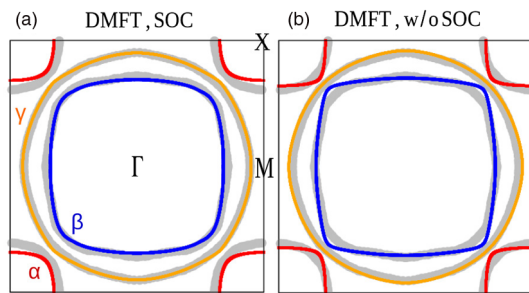 (a) DMFT, SOC
(b) DMFT, w/o SOC
X
γ
Γ
M
β
α